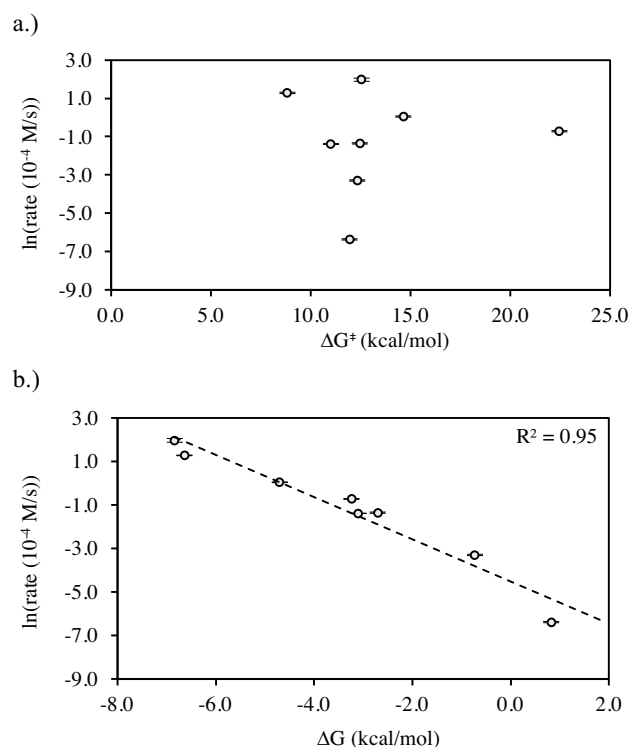 a.)
3.0
1.0
-1.0
-3.0
-5.0
-7.0
-9.0
ln(rate (10⁻⁴ M/s))
0.0 5.0 10.0 15.0 20.0 25.0
ΔG‡ (kcal/mol)
b.)
3.0
1.0
-1.0
-3.0
-5.0
-7.0
-9.0
ln(rate (10⁻⁴ M/s))
R² = 0.95
-8.0 -6.0 -4.0 -2.0 0.0 2.0
ΔG (kcal/mol)